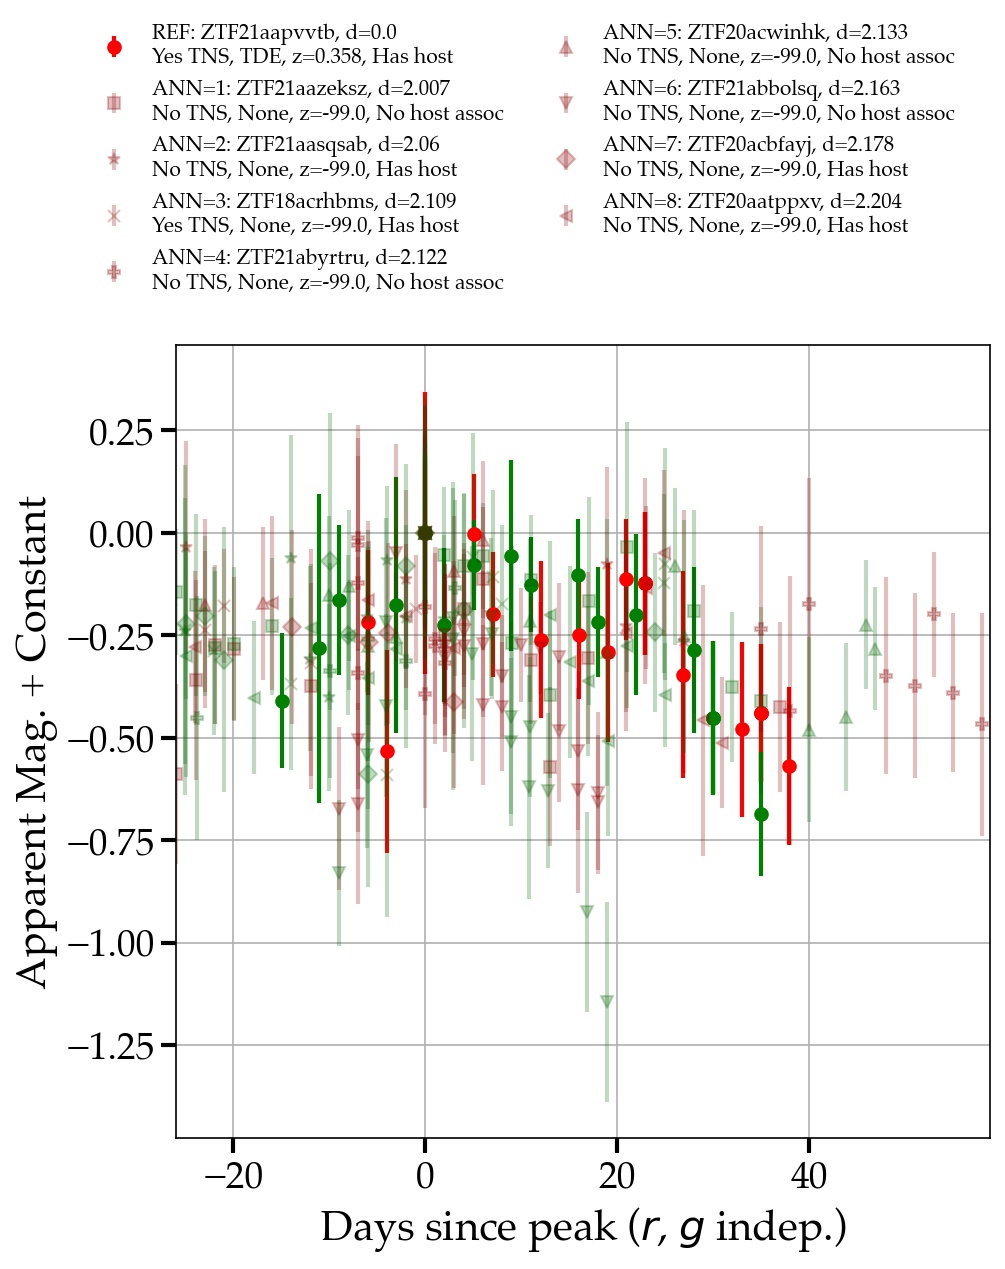 REF: ZTF21aapvvtb, d=0.0
Yes TNS, TDE, z=0.358, Has host
ANN=1: ZTF21aazeksz, d=2.007
No TNS, None, z=-99.0, No host assoc
ANN=2: ZTF21aasqsab, d=2.06
No TNS, None, z=-99.0, Has host
ANN=3: ZTF18acrhbms, d=2.109
Yes TNS, None, z=-99.0, Has host
ANN=4: ZTF21abyrtru, d=2.122
No TNS, None, z=-99.0, No host assoc
ANN=5: ZTF20acwinhk, d=2.133
No TNS, None, z=-99.0, No host assoc
ANN=6: ZTF21abbolsq, d=2.163
No TNS, None, z=-99.0, No host assoc
ANN=7: ZTF20acbfayj, d=2.178
No TNS, None, z=-99.0, Has host
ANN=8: ZTF20aatppxv, d=2.204
No TNS, None, z=-99.0, Has host
Apparent Mag. + Constant
0.25
0.00
−0.25
−0.50
−0.75
−1.00
−1.25
−20
0
20
40
Days since peak (r, g indep.)